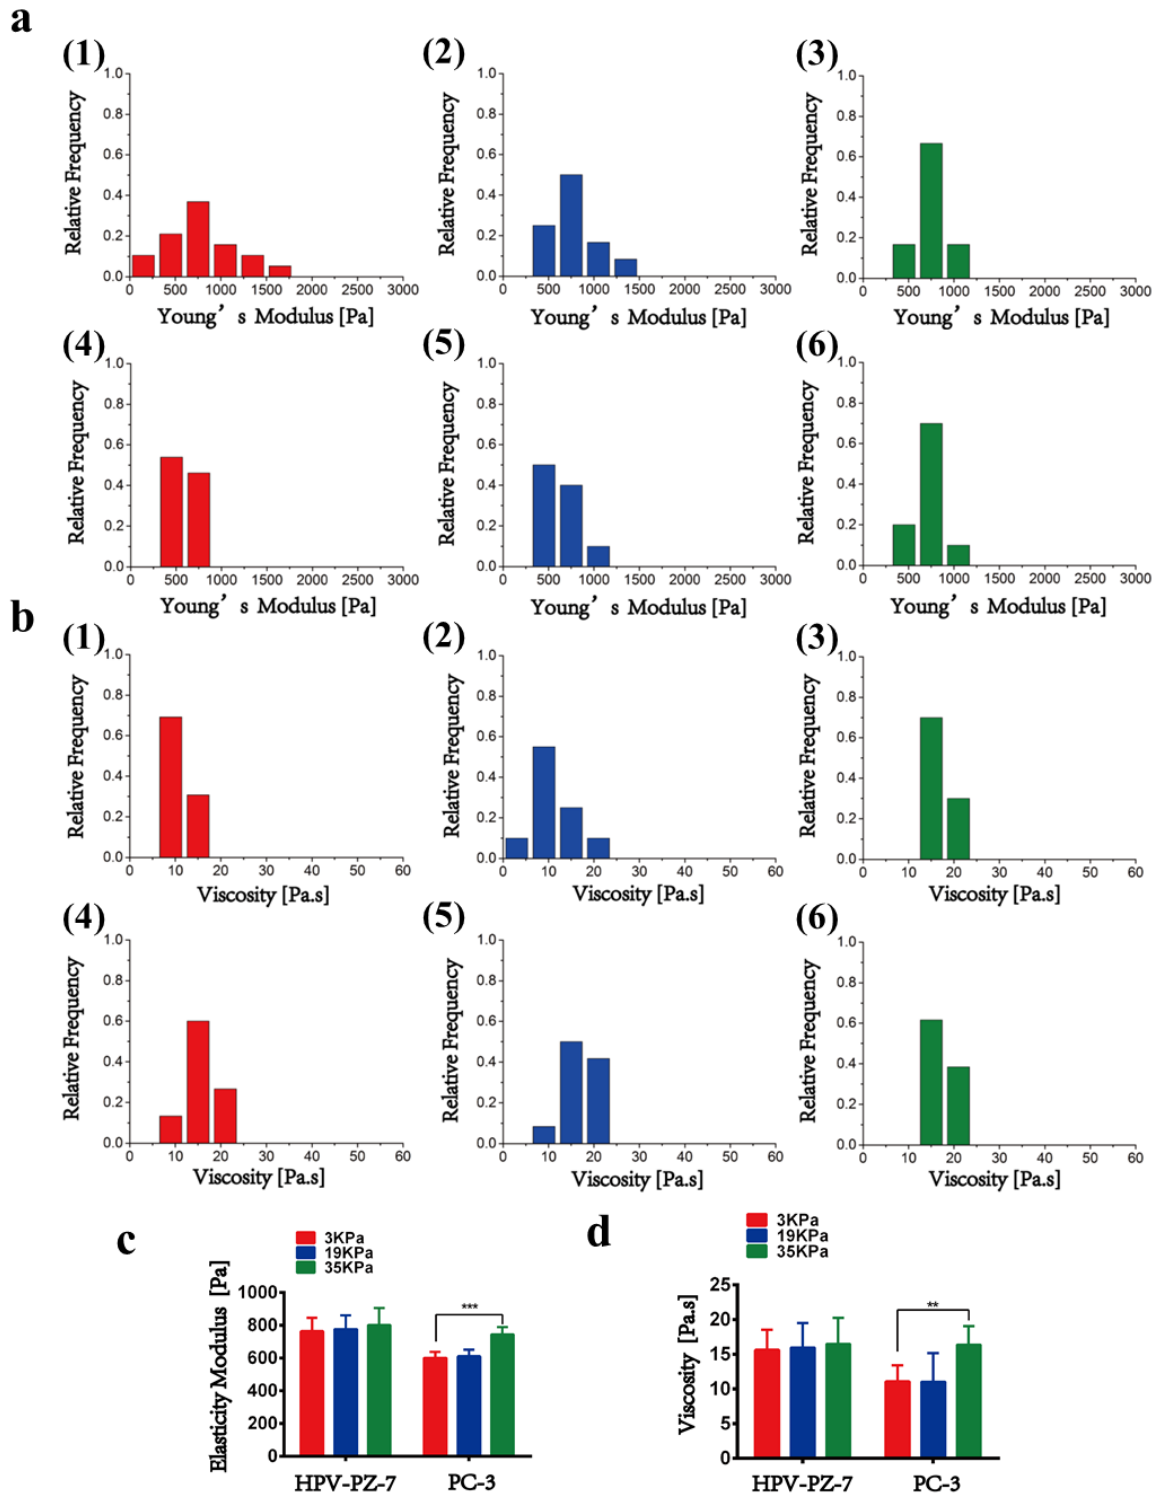 a
(1) (2) (3)
1.0 1.0 1.0
0.8 0.8 0.8
0.6 0.6 0.6
0.4 0.4 0.4
0.2 0.2 0.2
0.0 0.0 0.0
Relative Frequency Relative Frequency Relative Frequency
0 500 1000 1500 2000 2500 3000 0 500 1000 1500 2000 2500 3000 0 500 1000 1500 2000 2500 3000
Young's Modulus [Pa] Young's Modulus [Pa] Young's Modulus [Pa]
(4) (5) (6)
1.0 1.0 1.0
0.8 0.8 0.8
0.6 0.6 0.6
0.4 0.4 0.4
0.2 0.2 0.2
0.0 0.0 0.0
Relative Frequency Relative Frequency Relative Frequency
0 500 1000 1500 2000 2500 3000 0 500 1000 1500 2000 2500 3000 0 500 1000 1500 2000 2500 3000
Young's Modulus [Pa] Young's Modulus [Pa] Young's Modulus [Pa]
b
(1) (2) (3)
1.0 1.0 1.0
0.8 0.8 0.8
0.6 0.6 0.6
0.4 0.4 0.4
0.2 0.2 0.2
0.0 0.0 0.0
Relative Frequency Relative Frequency Relative Frequency
0 10 20 30 40 50 60 0 10 20 30 40 50 60 0 10 20 30 40 50 60
Viscosity [Pa.s] Viscosity [Pa.s] Viscosity [Pa.s]
(4) (5) (6)
1.0 1.0 1.0
0.8 0.8 0.8
0.6 0.6 0.6
0.4 0.4 0.4
0.2 0.2 0.2
0.0 0.0 0.0
Relative Frequency Relative Frequency Relative Frequency
0 10 20 30 40 50 60 0 10 20 30 40 50 60 0 10 20 30 40 50 60
Viscosity [Pa.s] Viscosity [Pa.s] Viscosity [Pa.s]
c
3KPa
19KPa
35KPa
Elasticity Modulus [Pa]
1000
800
600
400
200
0
***
HPV-PZ-7 PC-3
d
3KPa
19KPa
35KPa
Viscosity [Pa.s]
25
20
15
10
5
0
**
HPV-PZ-7 PC-3